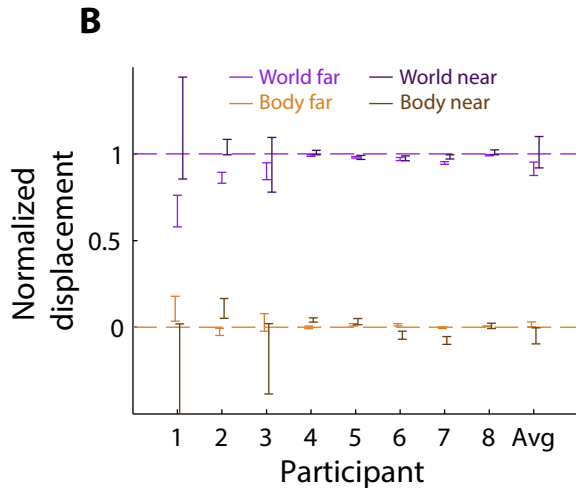 B
World far
World near
Body far
Body near
1
0.5
0
Normalized
displacement
1 2 3 4 5 6 7 8 Avg
Participant